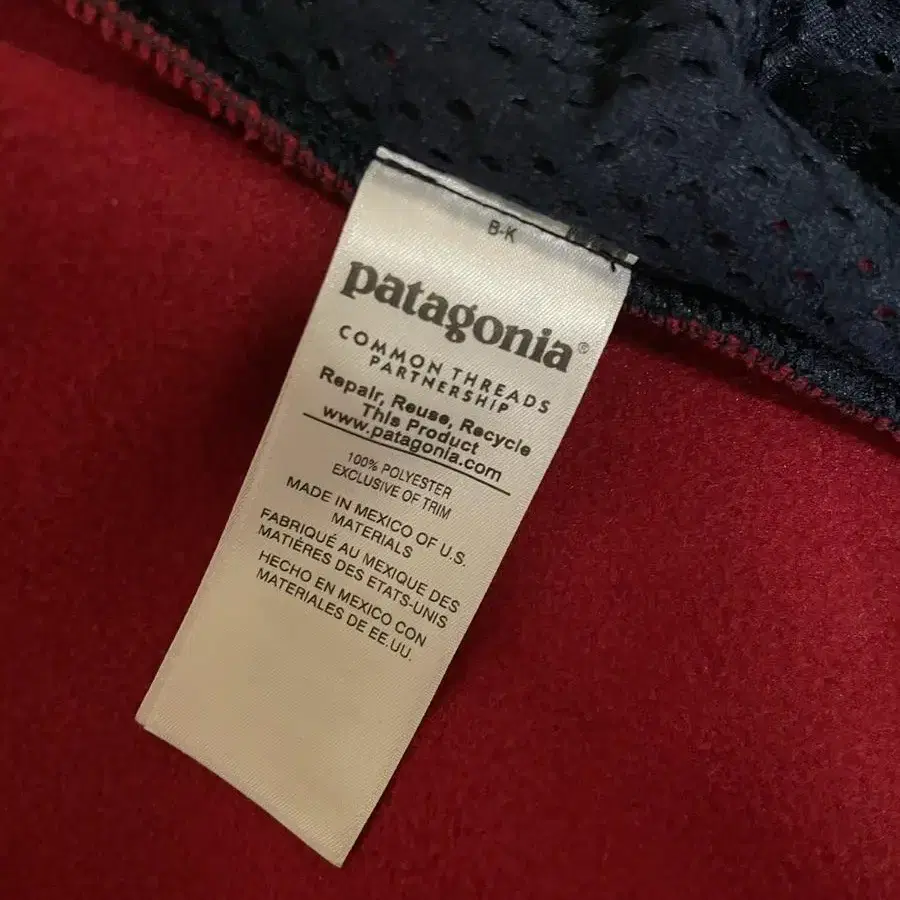 B-K
patagonia®
COMMON THREADS
PARTNERSHIP
Repair, Reuse, Recycle
This Product
www.patagonia.com
100% POLYESTER
EXCLUSIVE OF TRIM
MADE IN MEXICO OF U.S.
MATERIALS
FABRIQUÉ AU MEXIQUE DES
MATIÈRES DES ETATS-UNIS
HECHO EN MEXICO CON
MATERIALES DE EE.UU.